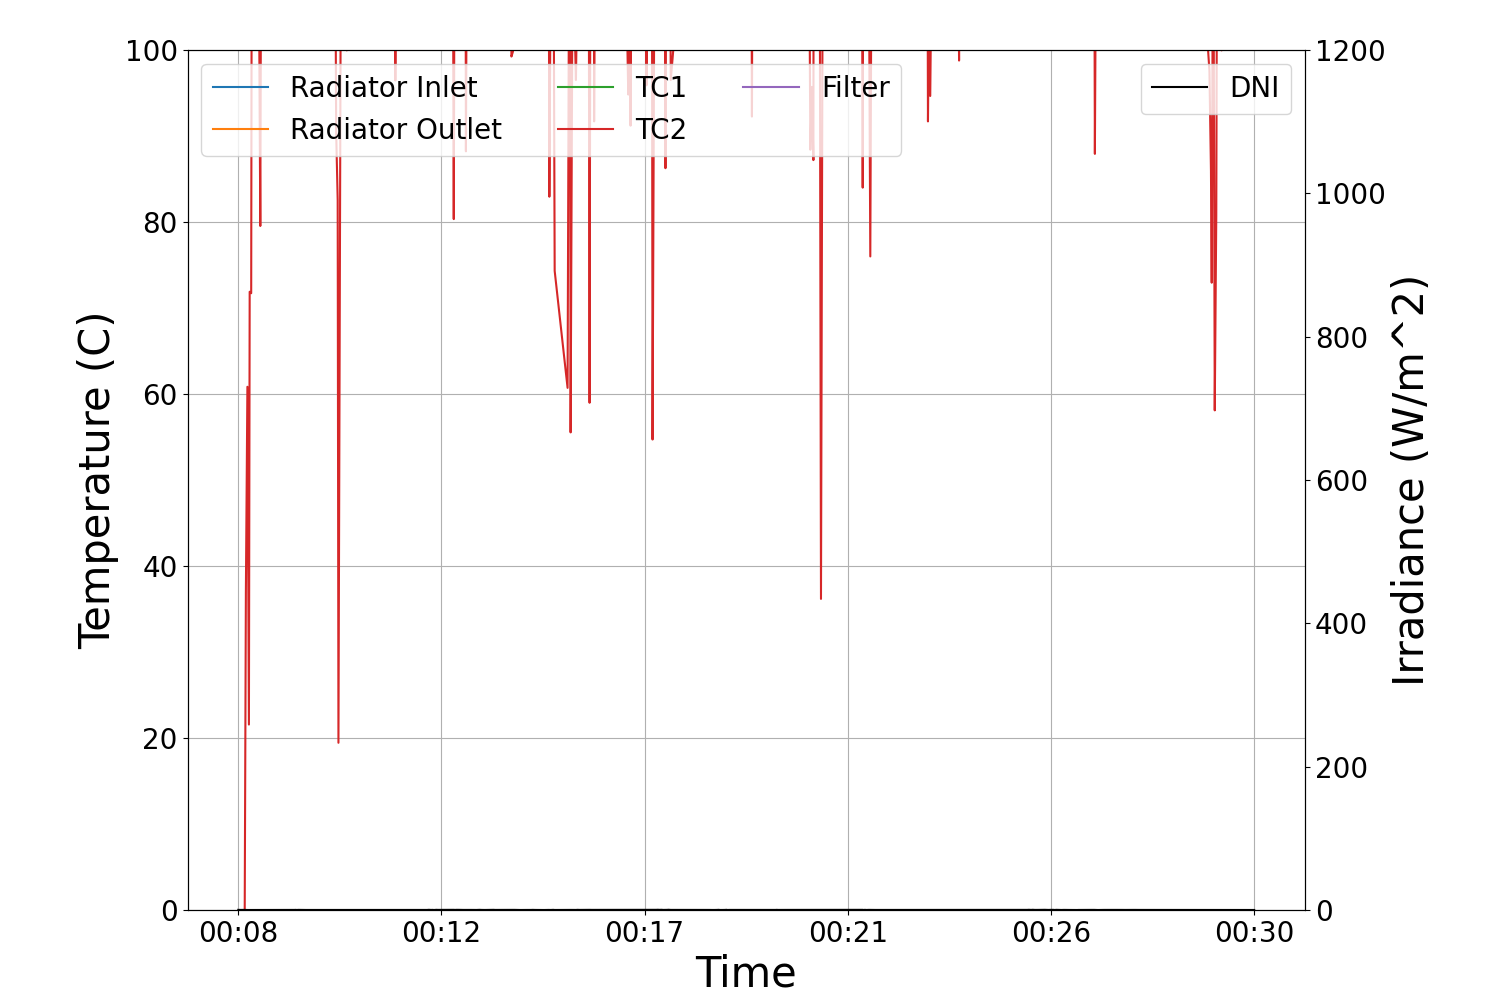 100
80
60
40
20
0
Temperature (C)
Radiator Inlet
Radiator Outlet
TC1
TC2
Filter
DNI
1200
1000
800
600
400
200
0
Irradiance (W/m^2)
00:08 00:12 00:17 00:21 00:26 00:30
Time